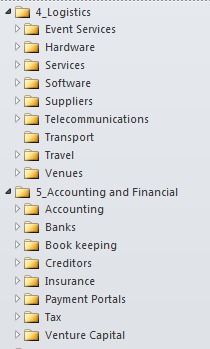 4_Logistics
Event Services
Hardware
Services
Software
Suppliers
Telecommunications
Transport
Travel
Venues
5_Accounting and Financial
Accounting
Banks
Book keeping
Creditors
Insurance
Payment Portals
Tax
Venture Capital